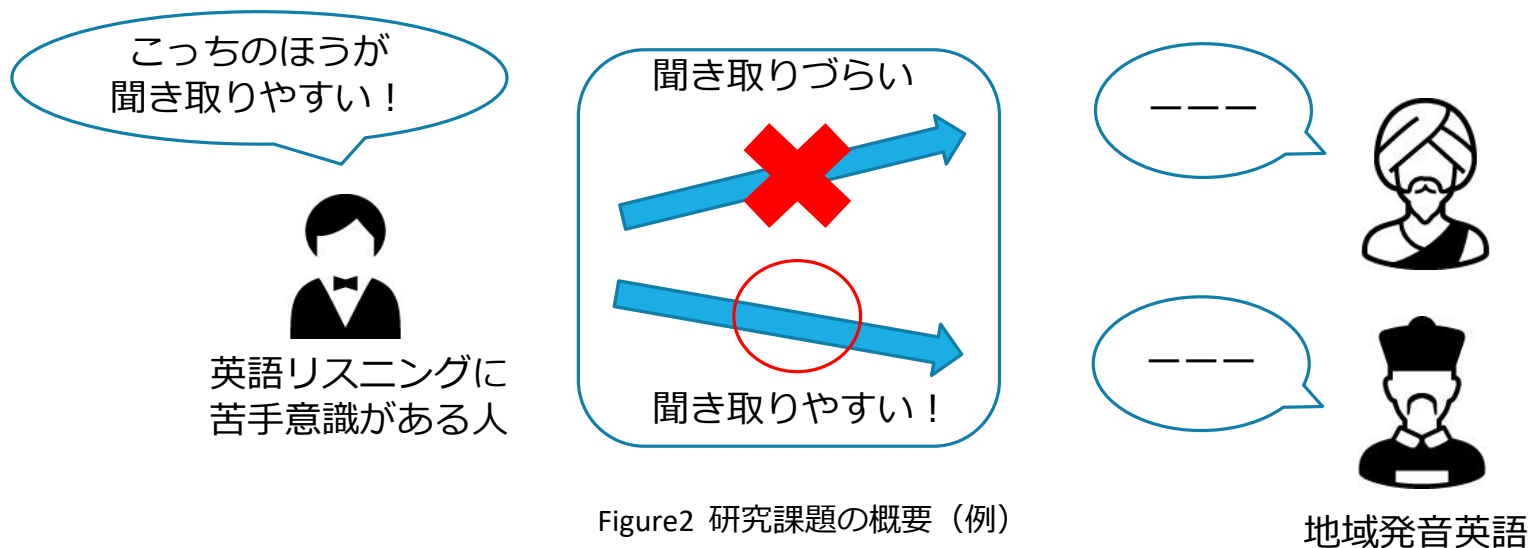 こっちのほうが
聞き取りやすい！
英語リスニングに
苦手意識がある人
聞き取りづらい
聞き取りやすい！
ーーー
ーーー
地域発音英語
Figure2 研究課題の概要（例）